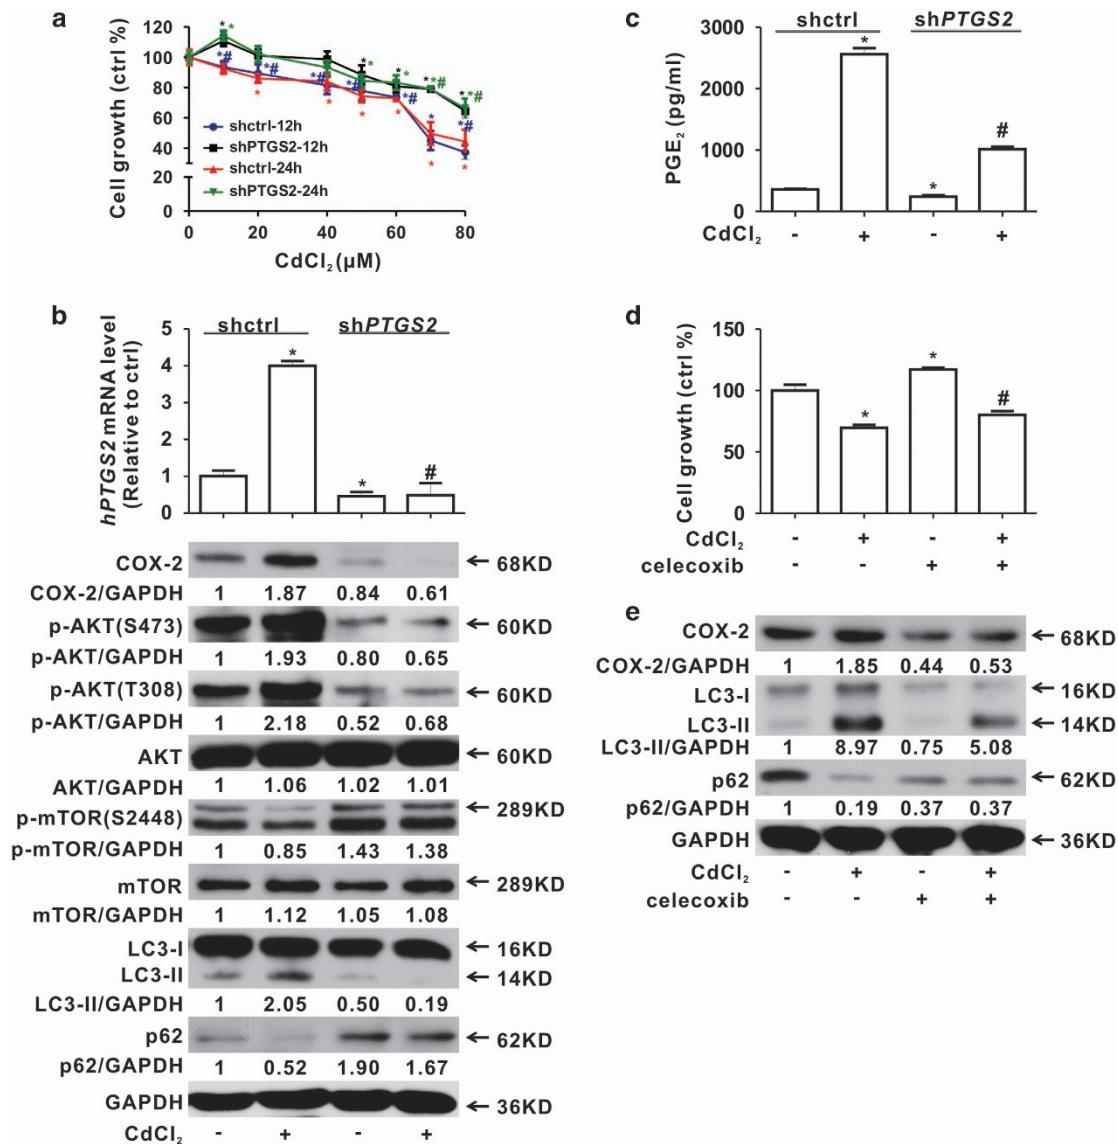 a
120
100
80
60
40
20
0
Cell growth (ctrl %)
shctrl-12h
shPTGS2-12h
shctrl-24h
shPTGS2-24h
0 20 40 60 80
CdCl₂ (μM)
b
shctrl shPTGS2
hPTGS2 mRNA level
(Relative to ctrl)
5
4
3
2
1
0
* * #
COX-2 ←68KD
COX-2/GAPDH 1 1.87 0.84 0.61
p-AKT(S473) ←60KD
p-AKT/GAPDH 1 1.93 0.80 0.65
p-AKT(T308) ←60KD
p-AKT/GAPDH 1 2.18 0.52 0.68
AKT ←60KD
AKT/GAPDH 1 1.06 1.02 1.01
p-mTOR(S2448) ←289KD
p-mTOR/GAPDH 1 0.85 1.43 1.38
mTOR ←289KD
mTOR/GAPDH 1 1.12 1.05 1.08
LC3-I ←16KD
LC3-II ←14KD
LC3-II/GAPDH 1 2.05 0.50 0.19
p62 ←62KD
p62/GAPDH 1 0.52 1.90 1.67
GAPDH ←36KD
CdCl₂ - + - +
c
shctrl shPTGS2
PGE₂ (pg/ml)
3000
2000
1000
0
* * #
CdCl₂ - + - +
d
Cell growth (ctrl %)
150
100
50
0
* * #
CdCl₂ - + - +
celecoxib - - + +
e
COX-2 ←68KD
COX-2/GAPDH 1 1.85 0.44 0.53
LC3-I ←16KD
LC3-II ←14KD
LC3-II/GAPDH 1 8.97 0.75 5.08
p62 ←62KD
p62/GAPDH 1 0.19 0.37 0.37
GAPDH ←36KD
CdCl₂ - + - +
celecoxib - - + +